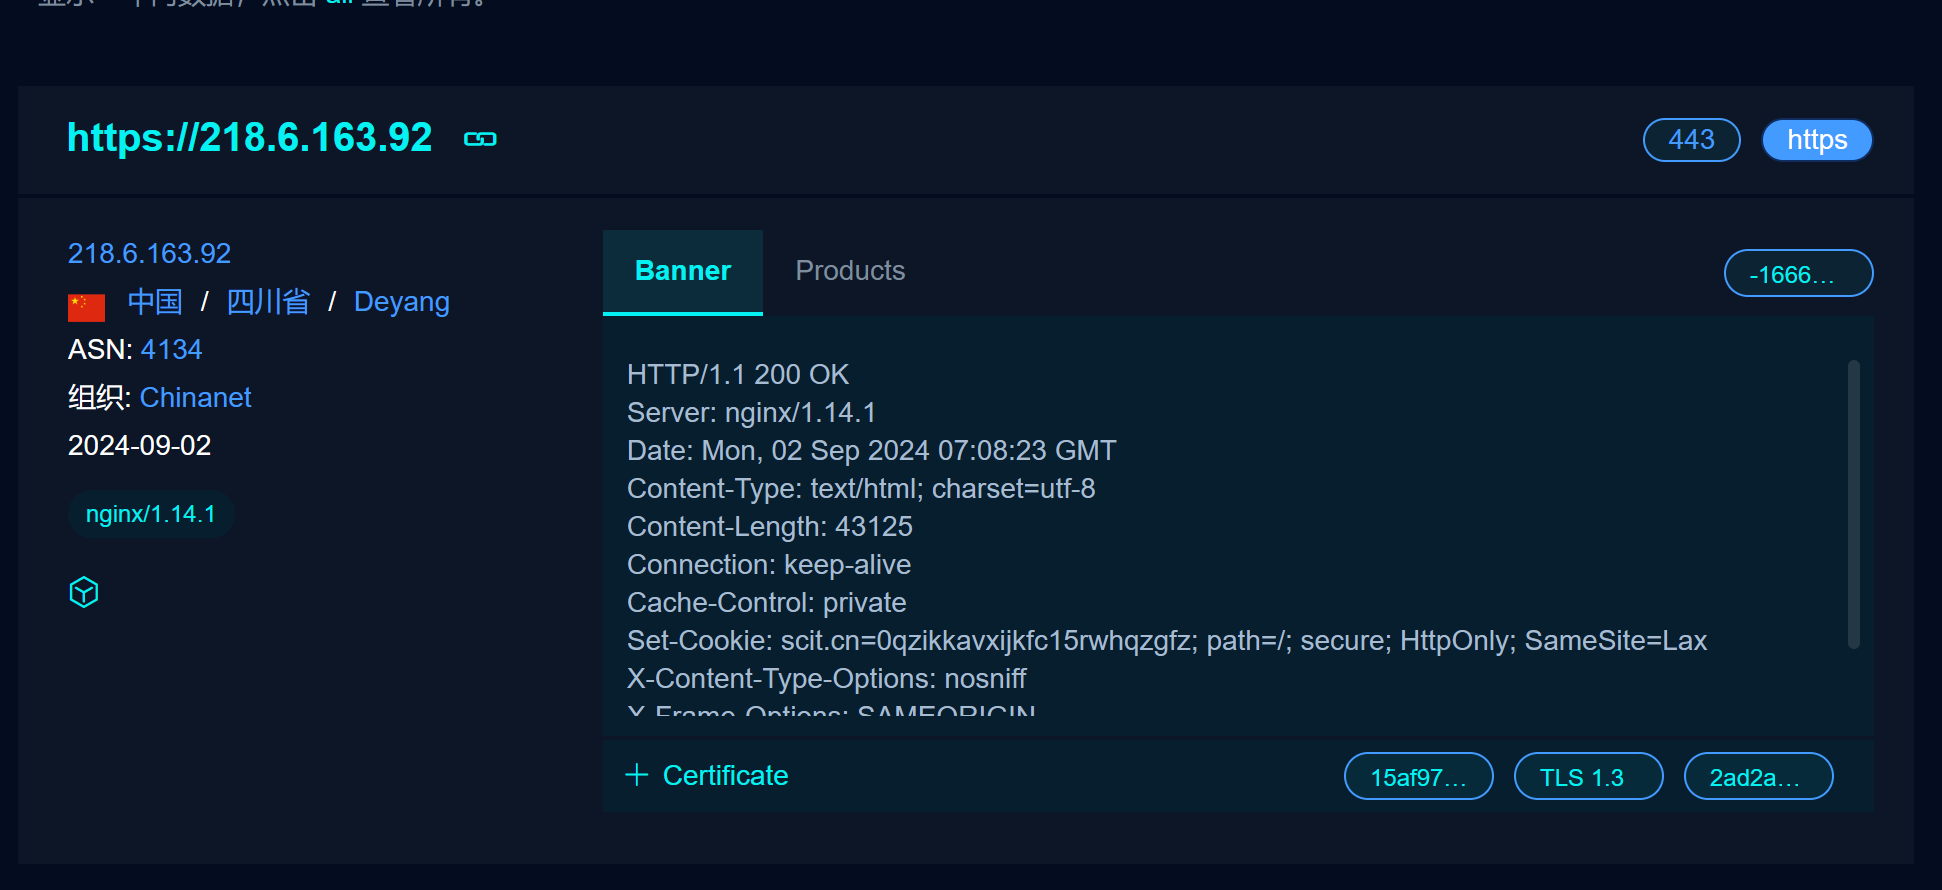 all
https://218.6.163.92
443
https
218.6.163.92
中国 / 四川省 / Deyang
ASN: 4134
组织: Chinanet
2024-09-02
nginx/1.14.1
Banner
Products
-1666...
HTTP/1.1 200 OK
Server: nginx/1.14.1
Date: Mon, 02 Sep 2024 07:08:23 GMT
Content-Type: text/html; charset=utf-8
Content-Length: 43125
Connection: keep-alive
Cache-Control: private
Set-Cookie: scit.cn=0qzikkavxijkfc15rwhqzgfz; path=/; secure; HttpOnly; SameSite=Lax
X-Content-Type-Options: nosniff
X-Frame-Options: SAMEORIGIN
Certificate
15af97...
TLS 1.3
2ad2a...